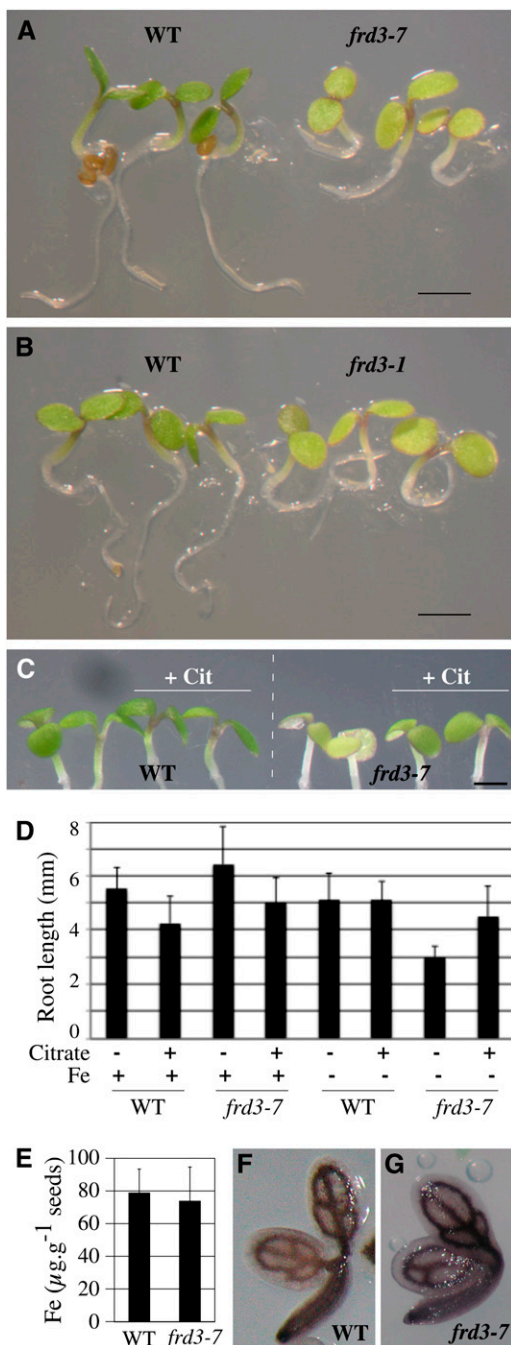 A
WT frd3-7
B
WT frd3-1
C
+ Cit + Cit
WT frd3-7
D
Root length (mm)
8
6
4
2
0
Citrate - + - + - + - +
Fe + + + + - - - -
WT frd3-7 WT frd3-7
E
Fe (µg.g-1 seeds)
100
80
60
40
20
0
WT frd3-7
F
WT
G
frd3-7